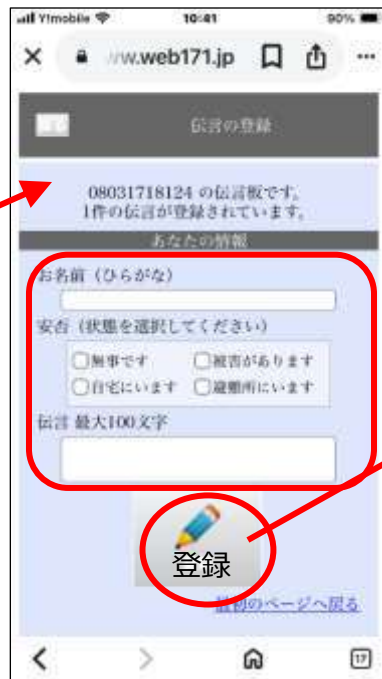 Y!mobile 10:41 90%
www.web171.jp
伝言の登録
08031718124 の伝言板です。
1件の伝言が登録されています。
あなたの情報
お名前（ひらがな）
安否（状態を選択してください）
無事です 被害があります
自宅にいます 避難所にいます
伝言 最大100文字
登録
最初のページへ戻る
17